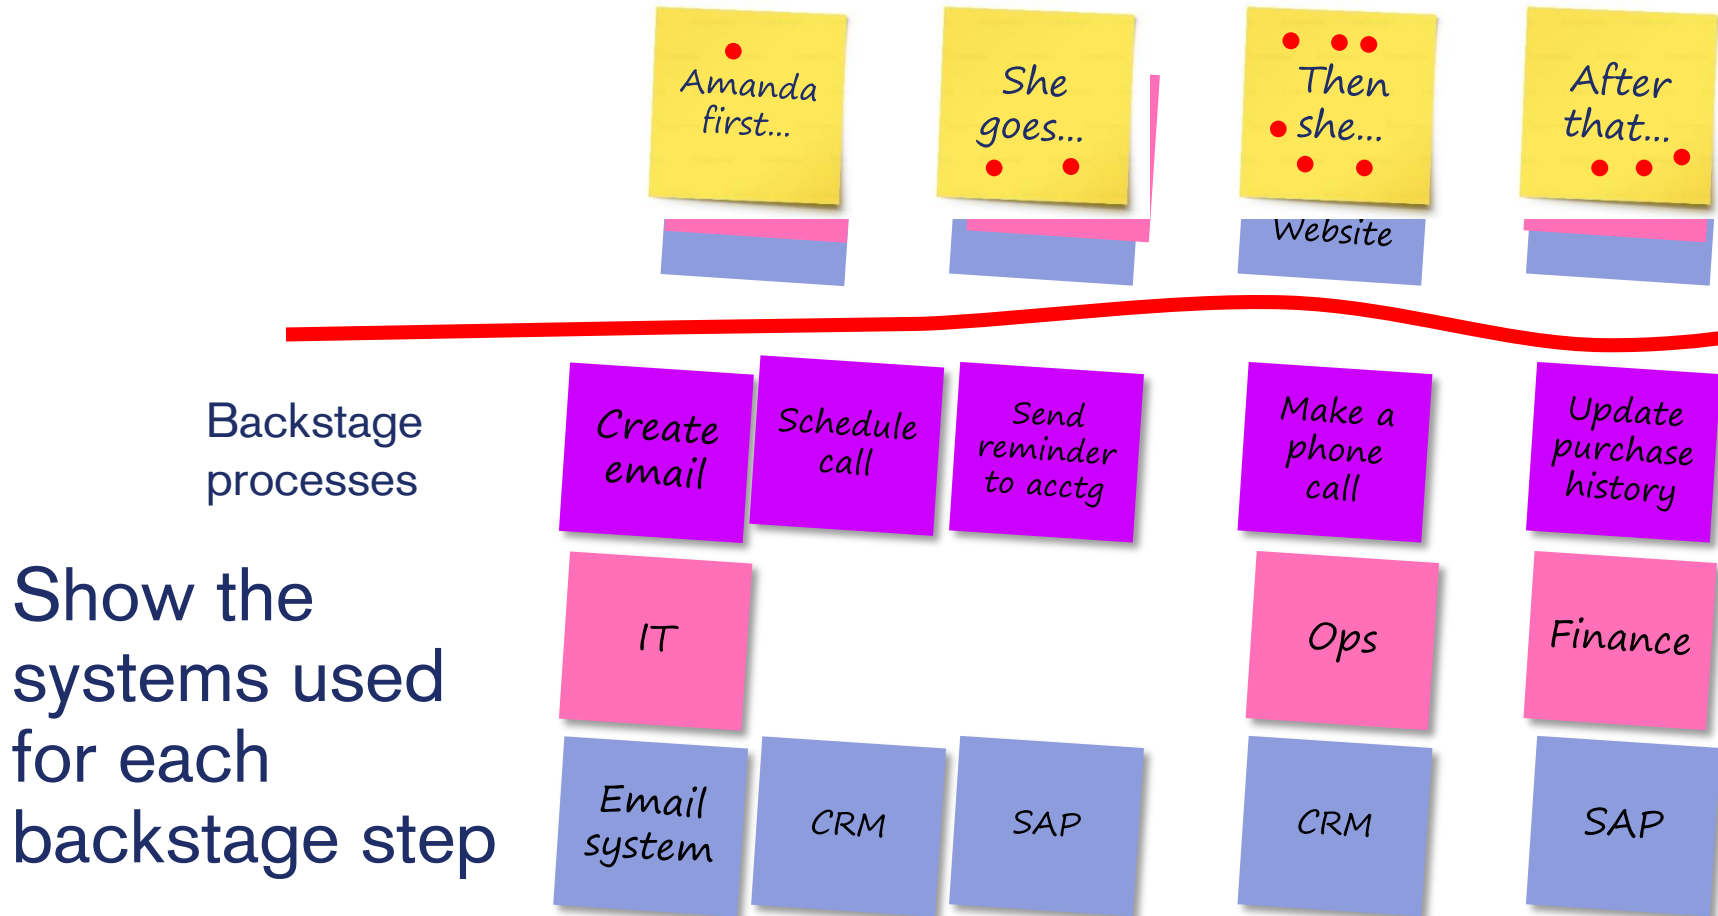 Amanda
first...
She
goes...
Then
she...
After
that...
Website
Backstage
processes
Create
email
Schedule
call
Send
reminder
to acctg
Make a
phone
call
Update
purchase
history
Show the
systems used
for each
backstage step
IT
Ops
Finance
Email
system
CRM
SAP
CRM
SAP